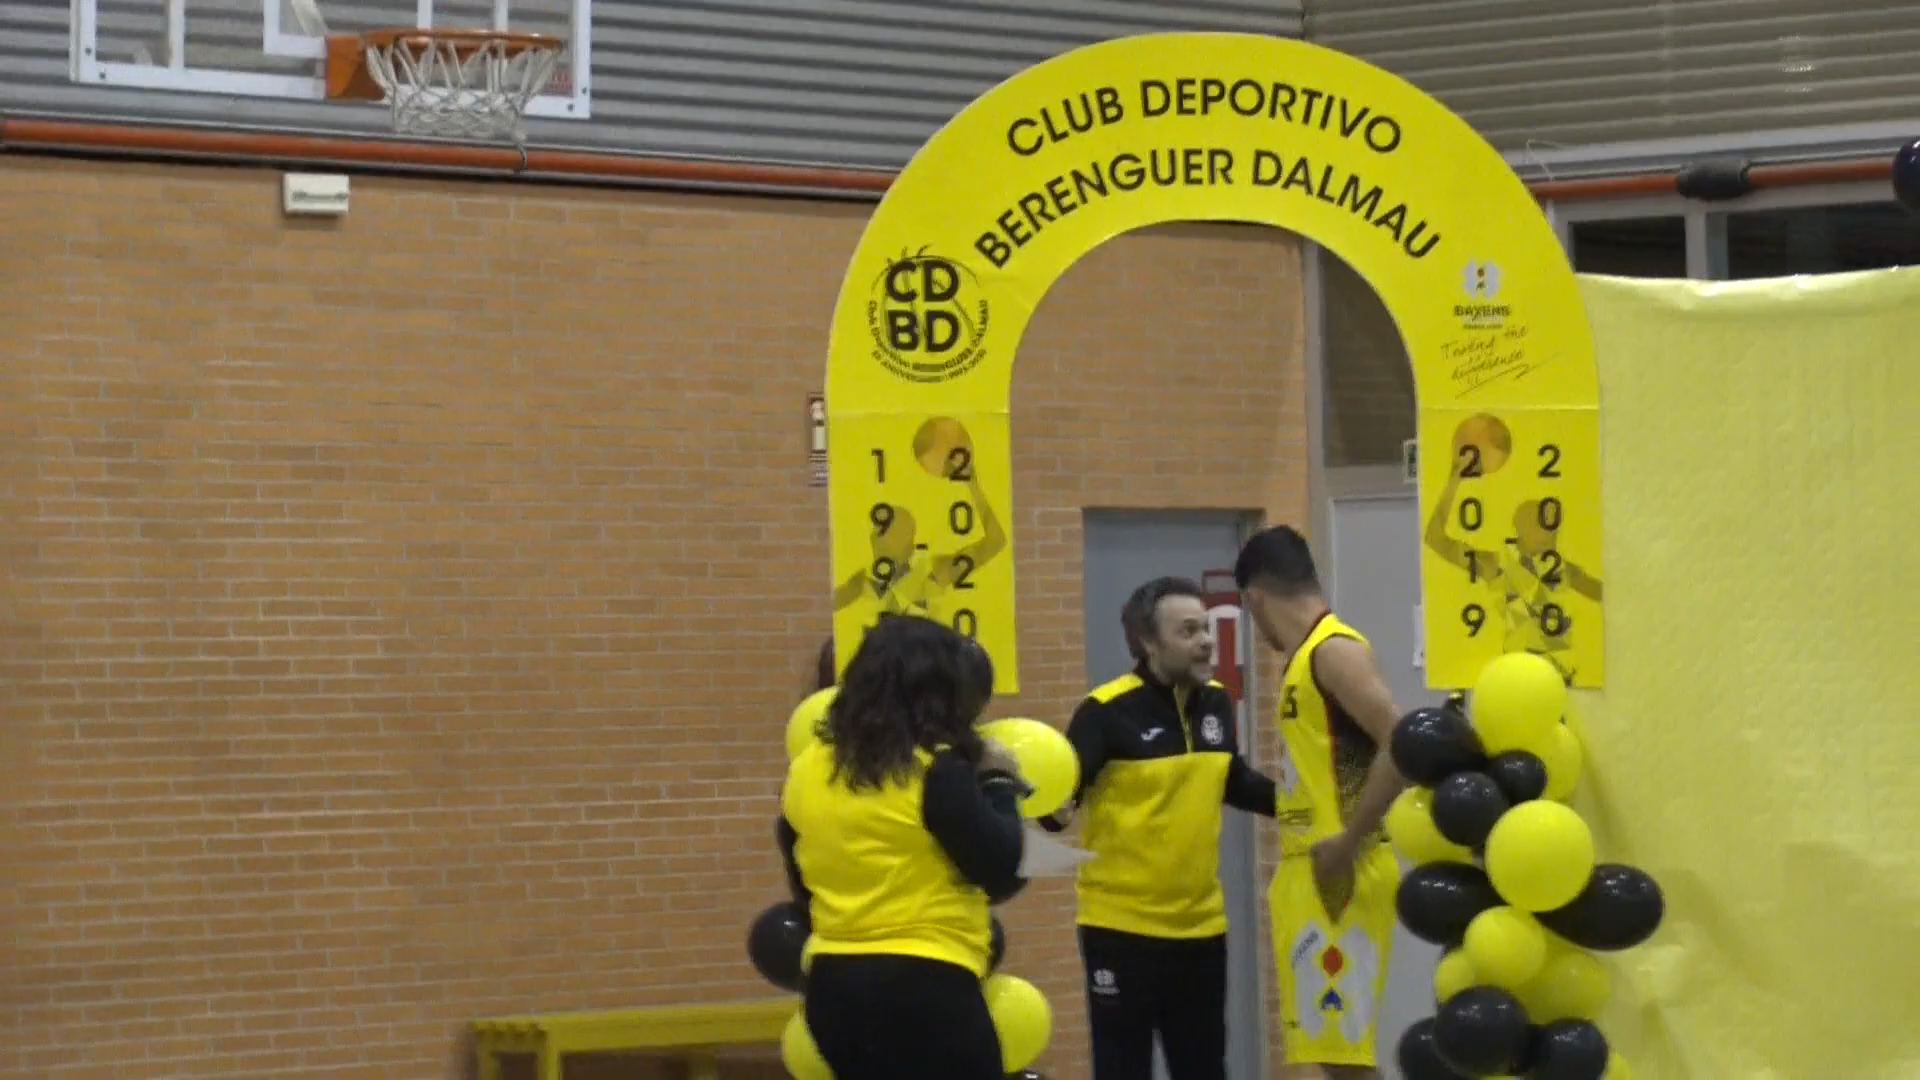 CLUB DEPORTIVO
BERENGUER DALMAU
CD
BD
BAXENS
1 2
9 0
9 2
0
2 2
0 0
1 2
9 0